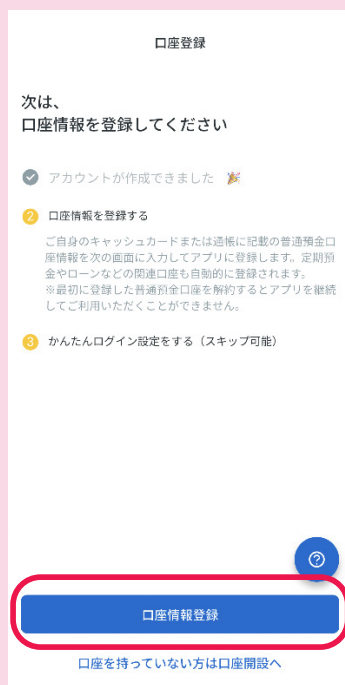 口座登録
次は、
口座情報を登録してください
アカウントが作成できました 🎉
2 口座情報を登録する
ご自身のキャッシュカードまたは通帳に記載の普通預金口
座情報を次の画面に入力してアプリに登録します。定期預
金やローンなどの関連口座も自動的に登録されます。
※最初に登録した普通預金口座を解約するとアプリを継続
してご利用いただくことができません。
3 かんたんログイン設定をする（スキップ可能）
?
口座情報登録
口座を持っていない方は口座開設へ